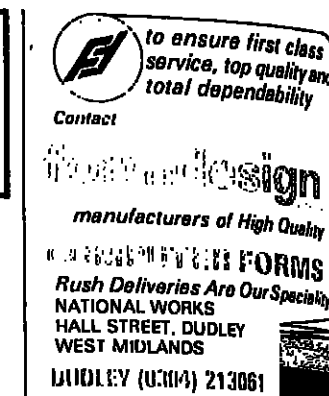 to ensure first class
service, top quality and
total dependability
Contact
design
manufacturers of High Quality
FORMS
Rush Deliveries Are Our Speciality
NATIONAL WORKS
HALL STREET, DUDLEY
WEST MIDLANDS
DUDLEY (0384) 213061